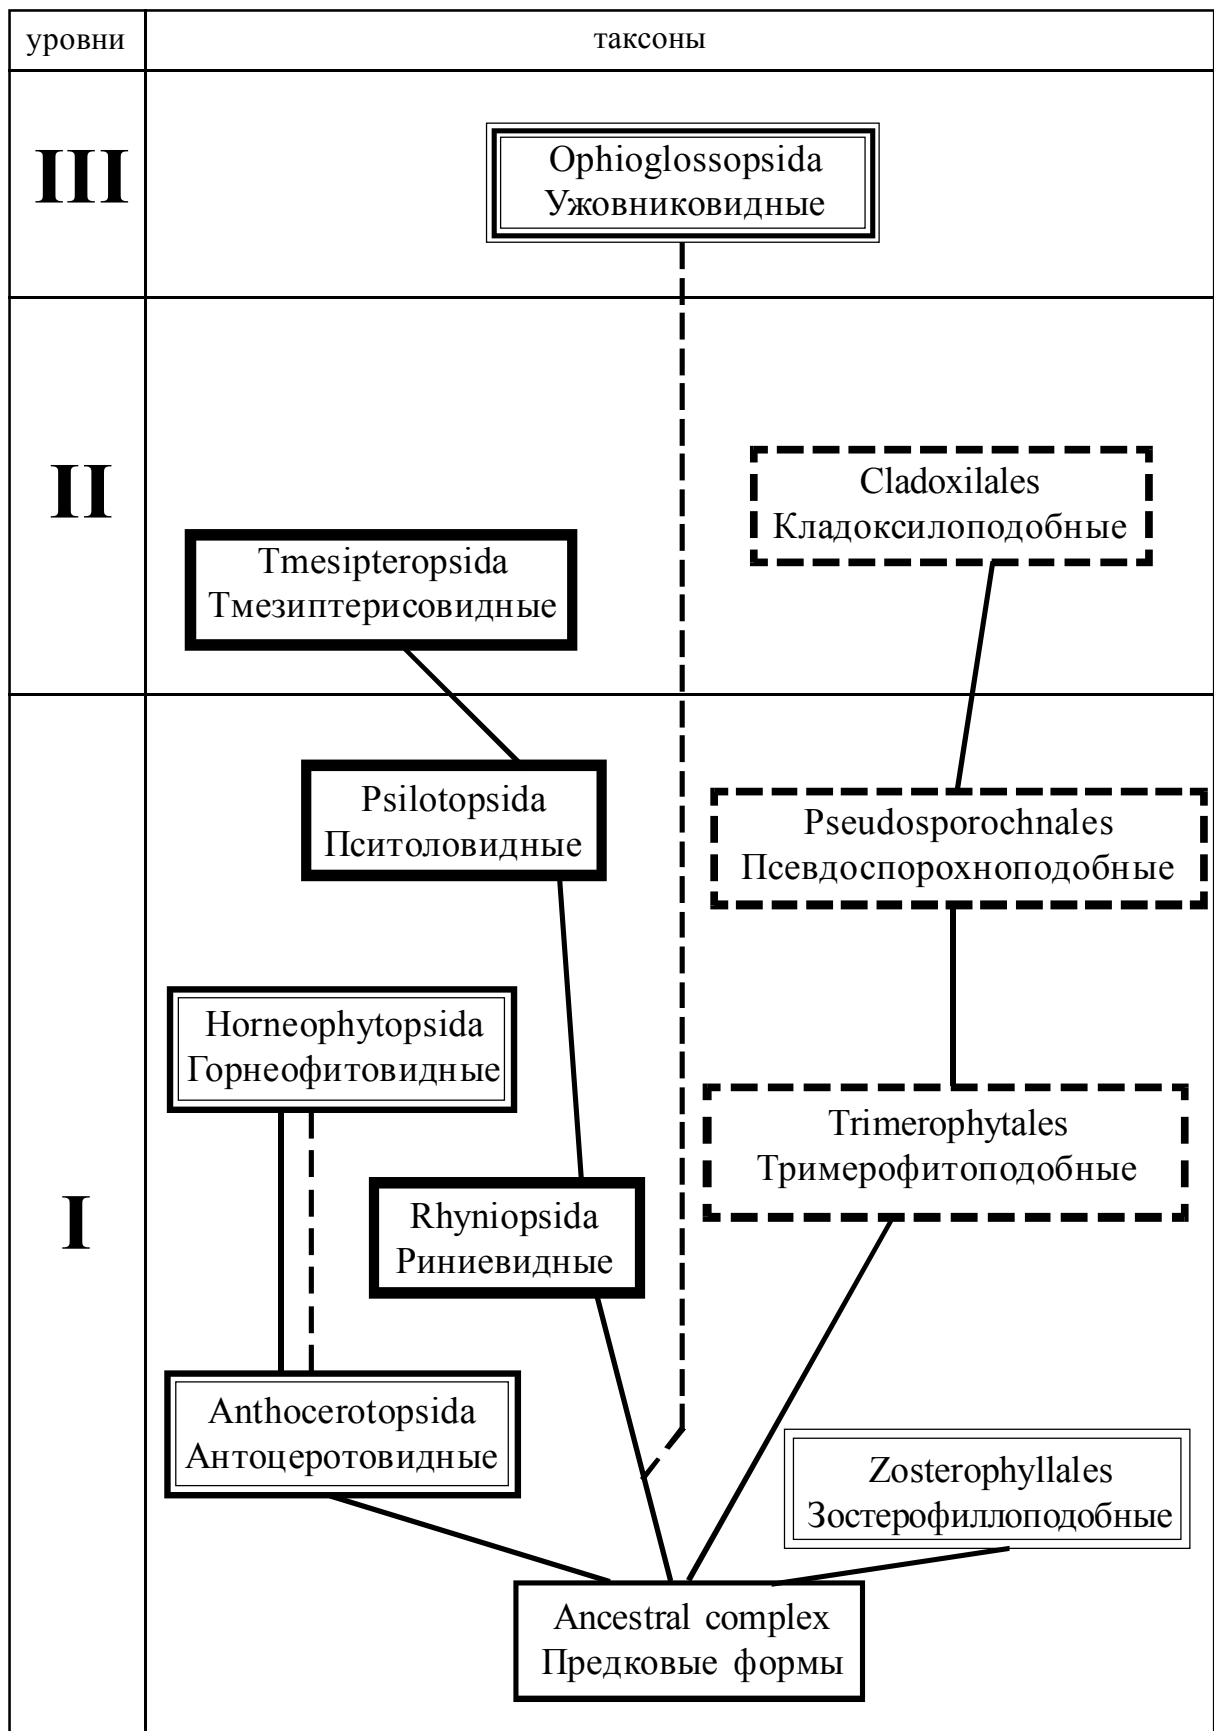 уровни
таксоны
III
Ophioglossopsida
Ужовниковидные
II
Cladoxilales
Кладоксилоподобные
Tmesipteropsida
Тмезиптерисовидные
I
Psilotopsida
Пситоловидные
Pseudosporochnales
Псевдоспорохноподобные
Horneophytopsida
Горнеофитовидные
Trimerophytales
Тримерофитоподобные
Rhyniopsida
Риниевидные
Anthocerotopsida
Антоцеротовидные
Zosterophyllales
Зостерофиллоподобные
Ancestral complex
Предковые формы